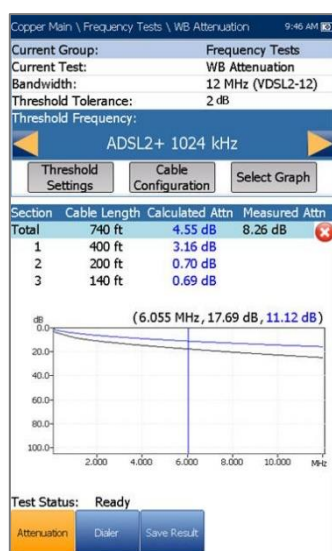 Copper Main \ Frequency Tests \ WB Attenuation 9:46 AM
Current Group: Frequency Tests
Current Test: WB Attenuation
Bandwidth: 12 MHz (VDSL2-12)
Threshold Tolerance: 2 dB
Threshold Frequency:
ADSL2+ 1024 kHz
Threshold Settings Cable Configuration Select Graph
Section Cable Length Calculated Attn Measured Attn
Total 740 ft 4.55 dB 8.26 dB
1 400 ft 3.16 dB
2 200 ft 0.70 dB
3 140 ft 0.69 dB
dB (6.055 MHz, 17.69 dB, 11.12 dB)
0.0
20.0
40.0
60.0
80.0
100.0
2.000 4.000 6.000 8.000 10.000 MHz
Test Status: Ready
Attenuation Dialer Save Result